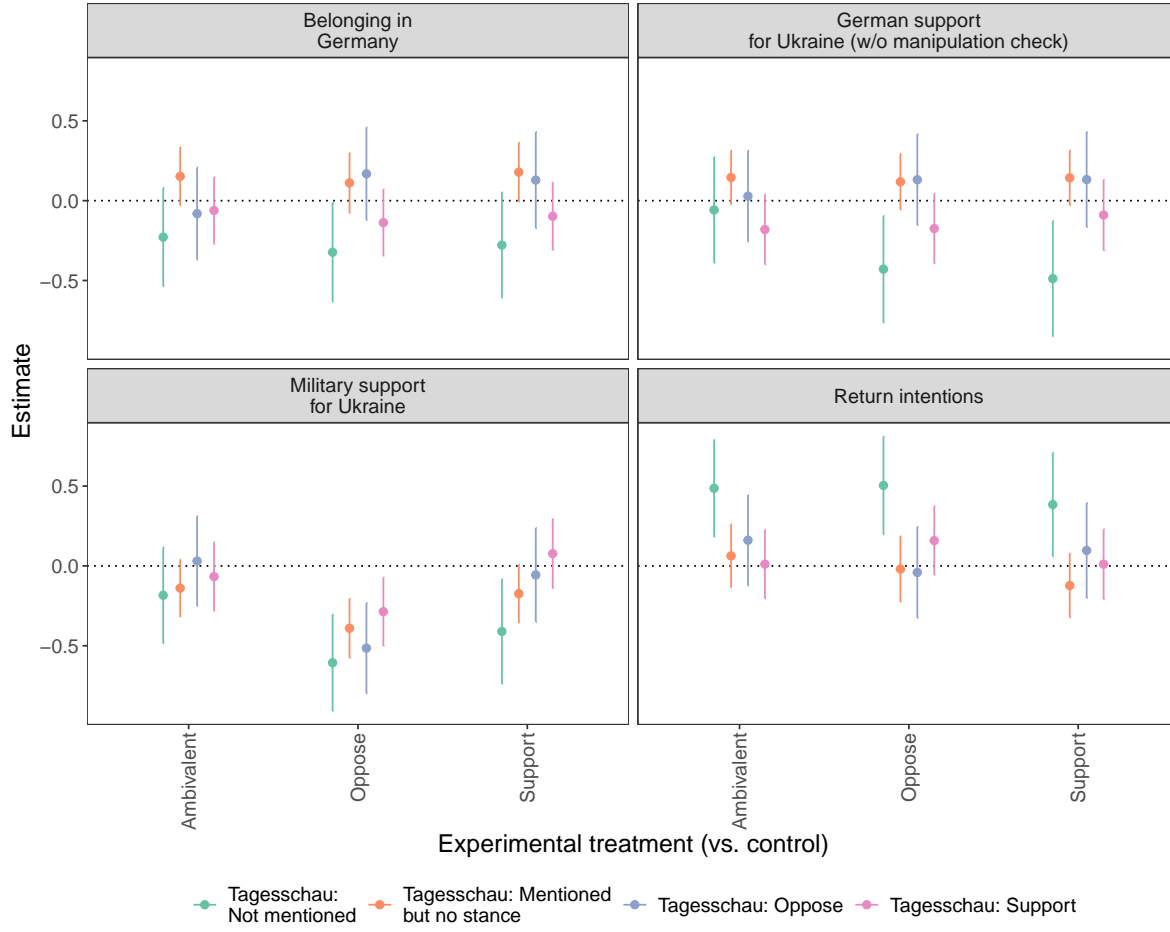 Belonging in
Germany
German support
for Ukraine (w/o manipulation check)
0.5
0.0
−0.5
Military support
for Ukraine
Return intentions
0.5
0.0
−0.5
Estimate
Ambivalent
Oppose
Support
Ambivalent
Oppose
Support
Experimental treatment (vs. control)
Tagesschau:
Not mentioned
Tagesschau: Mentioned
but no stance
Tagesschau: Oppose
Tagesschau: Support